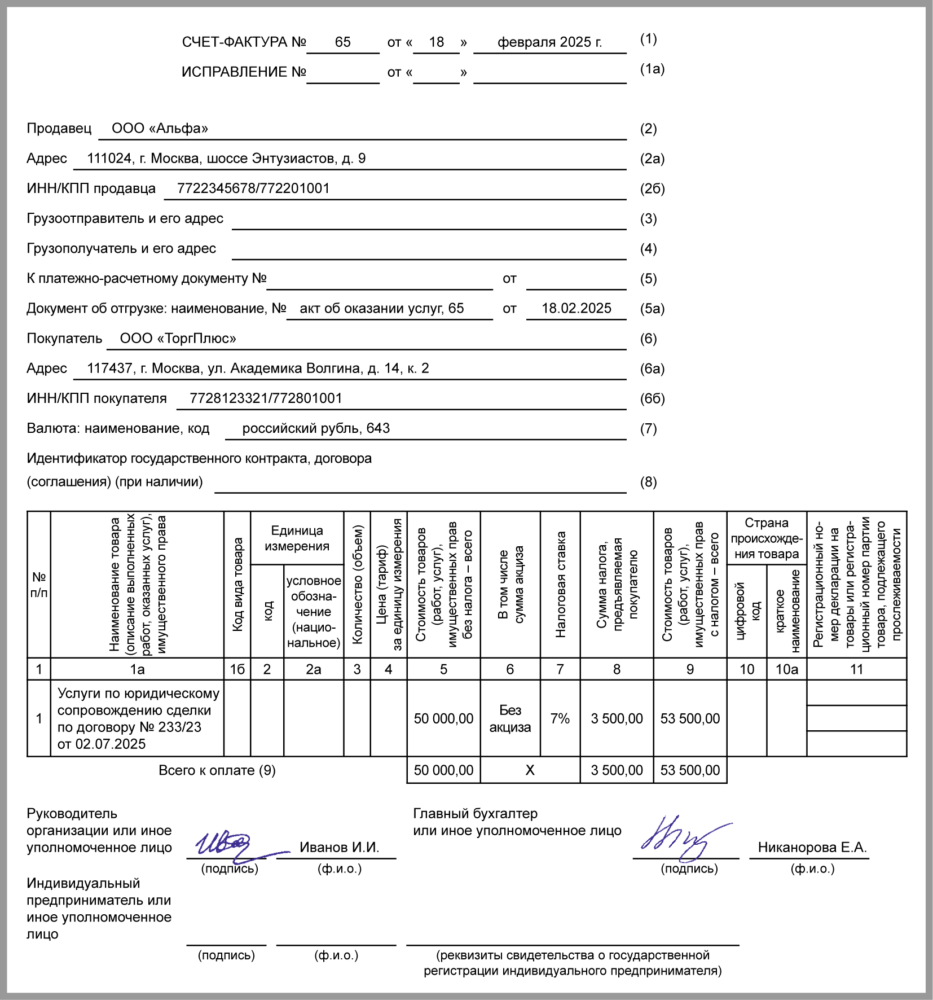 СЧЕТ-ФАКТУРА № 65 от « 18 » февраля 2025 г. (1)
ИСПРАВЛЕНИЕ № от « » (1а)
Продавец ООО «Альфа» (2)
Адрес 111024, г. Москва, шоссе Энтузиастов, д. 9 (2а)
ИНН/КПП продавца 7722345678/772201001 (2б)
Грузоотправитель и его адрес (3)
Грузополучатель и его адрес (4)
К платежно-расчетному документу № от (5)
Документ об отгрузке: наименование, № акт об оказании услуг, 65 от 18.02.2025 (5а)
Покупатель ООО «ТоргПлюс» (6)
Адрес 117437, г. Москва, ул. Академика Волгина, д. 14, к. 2 (6а)
ИНН/КПП покупателя 7728123321/772801001 (6б)
Валюта: наименование, код российский рубль, 643 (7)
Идентификатор государственного контракта, договора
(соглашения) (при наличии) (8)
№
п/п
Наименование товара
(описание выполненных
работ, оказанных услуг),
имущественного права
Код вида товара
Единица
измерения
код
условное
обозна-
чение
(нацио-
нальное)
Количество (объем)
Цена (тариф)
за единицу измерения
Стоимость товаров
(работ, услуг),
имущественных прав
без налога – всего
В том числе
сумма акциза
Налоговая ставка
Сумма налога,
предъявляемая
покупателю
Стоимость товаров
(работ, услуг),
имущественных прав
с налогом – всего
Страна
происхожде-
ния товара
цифровой
код
краткое
наименование
Регистрационный но-
мер декларации на
товары или регистра-
ционный номер партии
товара, подлежащего
прослеживаемости
1 1а 1б 2 2а 3 4 5 6 7 8 9 10 10а 11
1
Услуги по юридическому
сопровождению сделки
по договору № 233/23
от 02.07.2025
50 000,00
Без
акциза
7% 3 500,00 53 500,00
Всего к оплате (9) 50 000,00 Х 3 500,00 53 500,00
Руководитель
организации или иное
уполномоченное лицо Иванов И.И.
(подпись) (ф.и.о.)
Главный бухгалтер
или иное уполномоченное лицо
Никанорова Е.А.
(подпись) (ф.и.о.)
Индивидуальный
предприниматель или
иное уполномоченное
лицо
(подпись) (ф.и.о.) (реквизиты свидетельства о государственной
регистрации индивидуального предпринимателя)